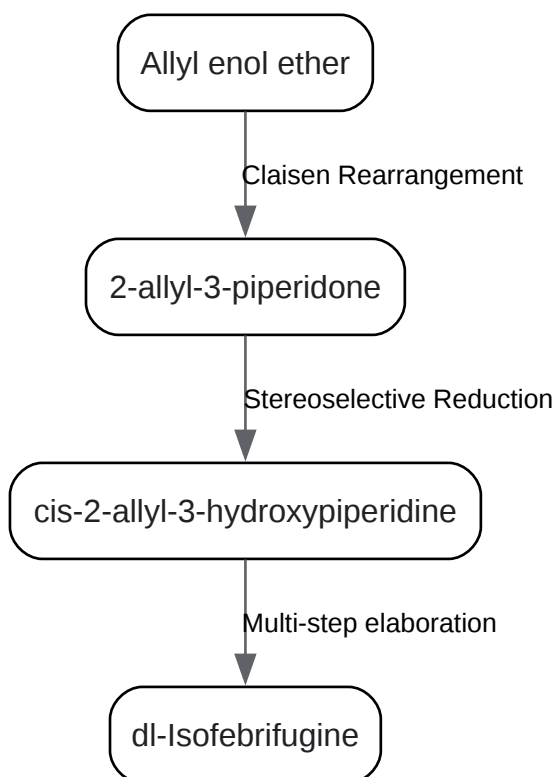 Allyl enol ether
Claisen Rearrangement
2-allyl-3-piperidone
Stereoselective Reduction
cis-2-allyl-3-hydroxypiperidine
Multi-step elaboration
dl-Isofebrifugine